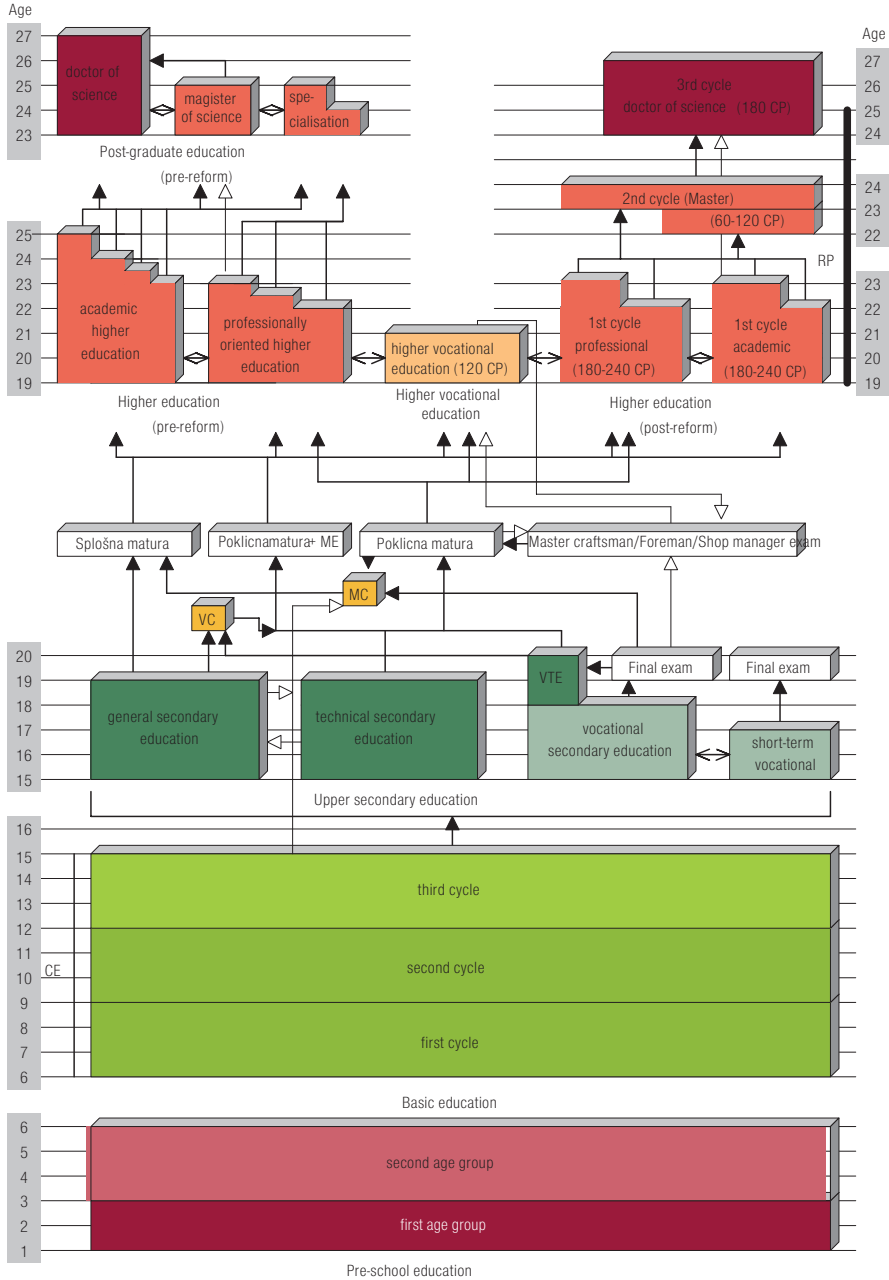 Age
27
26
25
24
23
doctor of
science
magister
of science
spe-
cialisation
Post-graduate education
(pre-reform)
Age
27
26
25
24
3rd cycle
doctor of science (180 CP)
24
23
22
2nd cycle (Master)
(60-120 CP)
RP
25
24
23
22
21
20
19
academic
higher
education
professionally
oriented higher
education
higher vocational
education (120 CP)
1st cycle
professional
(180-240 CP)
1st cycle
academic
(180-240 CP)
23
22
21
20
19
Higher education
(pre-reform)
Higher vocational
education
Higher education
(post-reform)
Splošna matura
Poklicnamatura+ ME
Poklicna matura
Master craftsman/Foreman/Shop manager exam
MC
VC
20
19
18
17
16
15
general secondary
education
technical secondary
education
VTE
Final exam
Final exam
vocational
secondary education
short-term
vocational
Upper secondary education
16
15
14
13
12
11
10
9
8
7
6
CE
third cycle
second cycle
first cycle
Basic education
6
5
4
3
2
1
second age group
first age group
Pre-school education